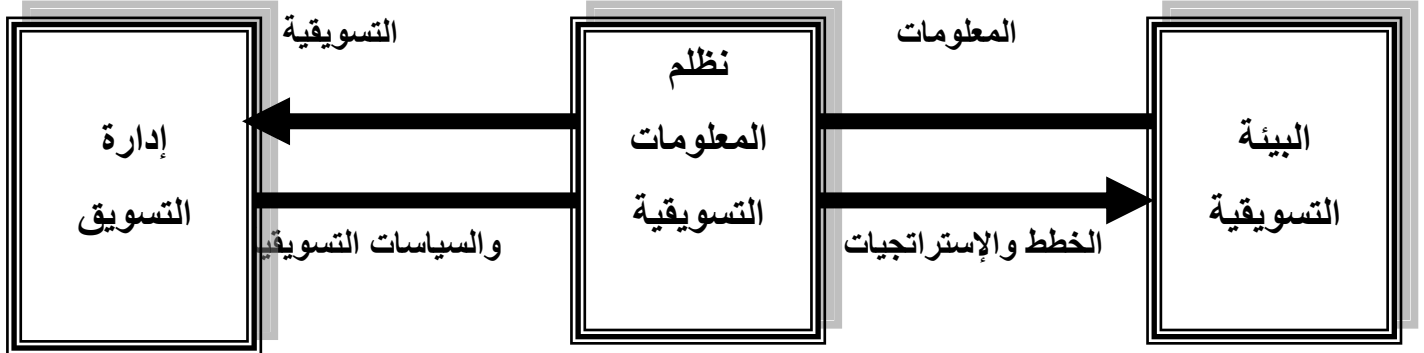 المعلومات
التسويقية
البيئة
التسويقية
نظلم
المعلومات
التسويقية
إدارة
التسويق
الخطط والإستراتجيات
والسياسات التسويقي